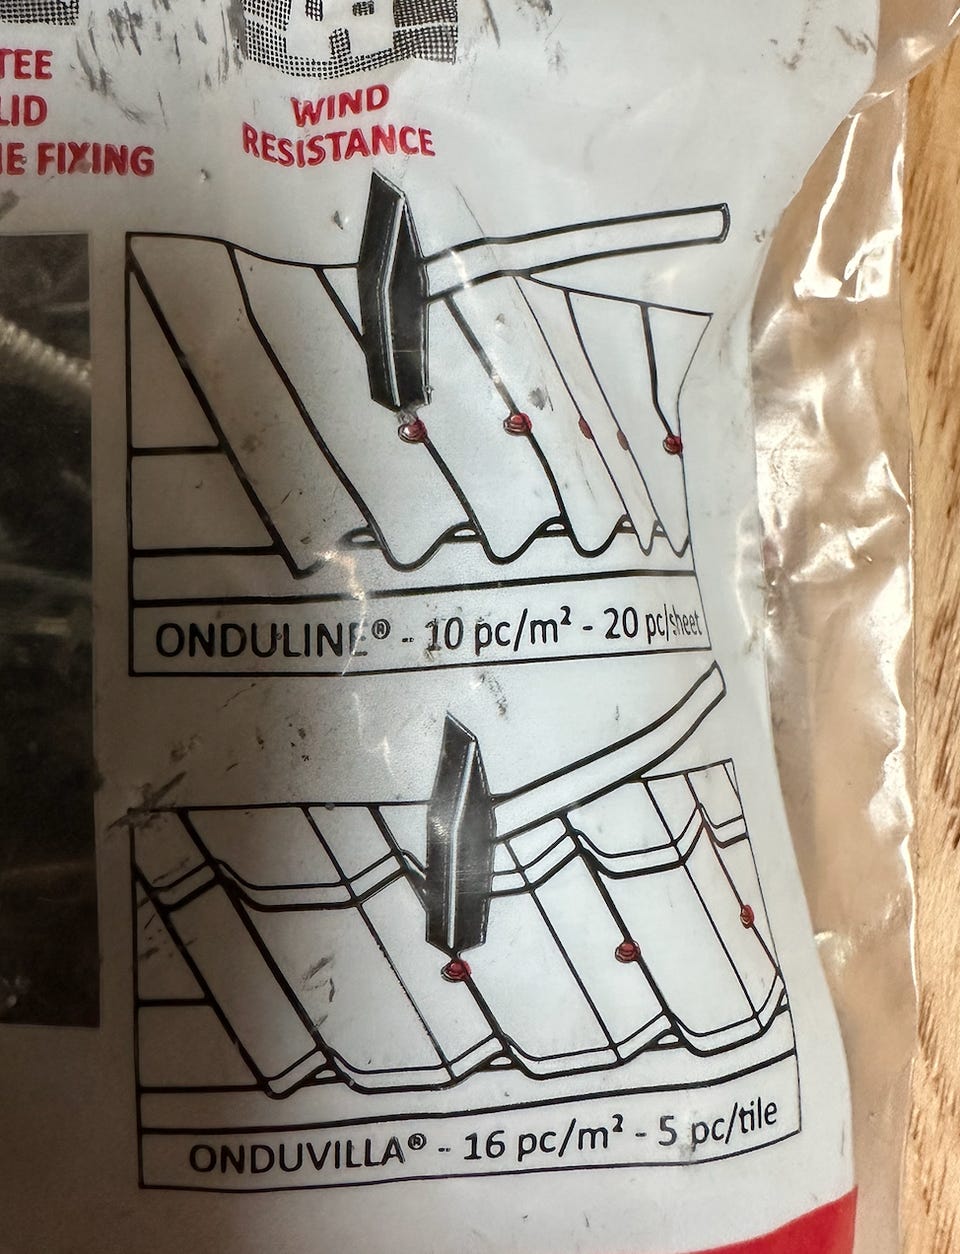 TEE
LID
FIXING
WIND
RESISTANCE
ONDULINE® - 10 pc/m² - 20 pc/sheet
ONDUVILLA® - 16 pc/m² - 5 pc/tile